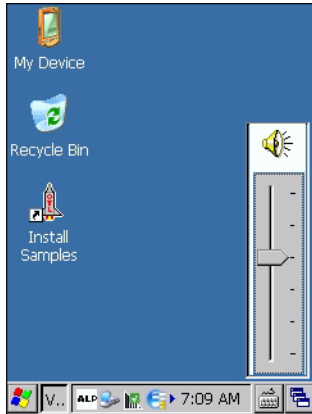 My Device
Recycle Bin
Install
Samples
V.. ALP 7:09 AM